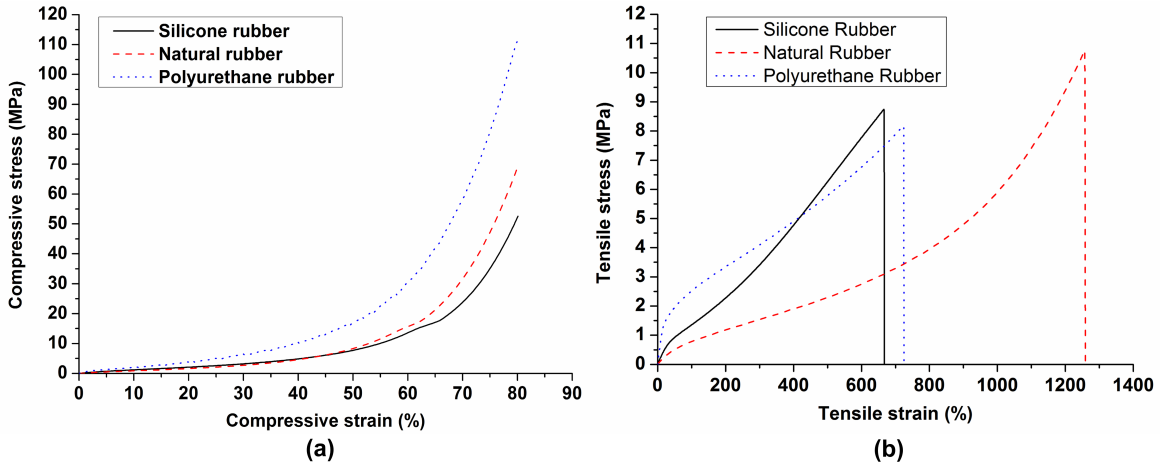 120
110
100
90
80
70
60
50
40
30
20
10
0
Compressive stress (MPa)
Silicone rubber
Natural rubber
Polyurethane rubber
0 10 20 30 40 50 60 70 80 90
Compressive strain (%)
(a)
12
11
10
9
8
7
6
5
4
3
2
1
0
Tensile stress (MPa)
Silicone Rubber
Natural Rubber
Polyurethane Rubber
0 200 400 600 800 1000 1200 1400
Tensile strain (%)
(b)